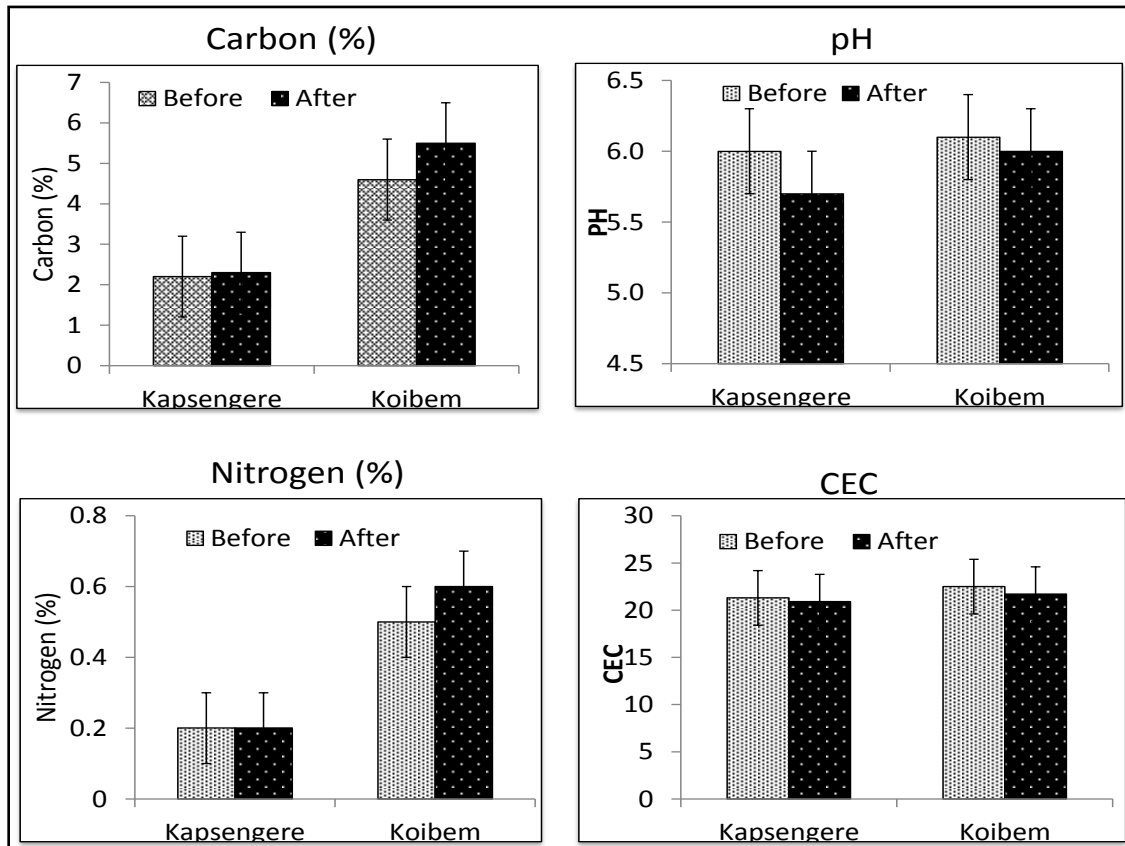 Carbon (%)
Before After
7
6
5
4
3
2
1
0
Carbon (%)
Kapsengere Koibem
pH
Before After
6.5
6.0
5.5
5.0
4.5
PH
Kapsengere Koibem
Nitrogen (%)
Before After
0.8
0.6
0.4
0.2
0
Nitrogen (%)
Kapsengere Koibem
CEC
Before After
30
25
20
15
10
5
0
CEC
Kapsengere Koibem